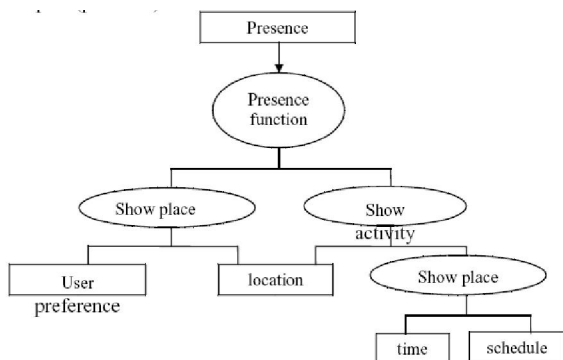 Presence
Presence
function
Show place
Show
activity
User
preference
location
Show place
time
schedule